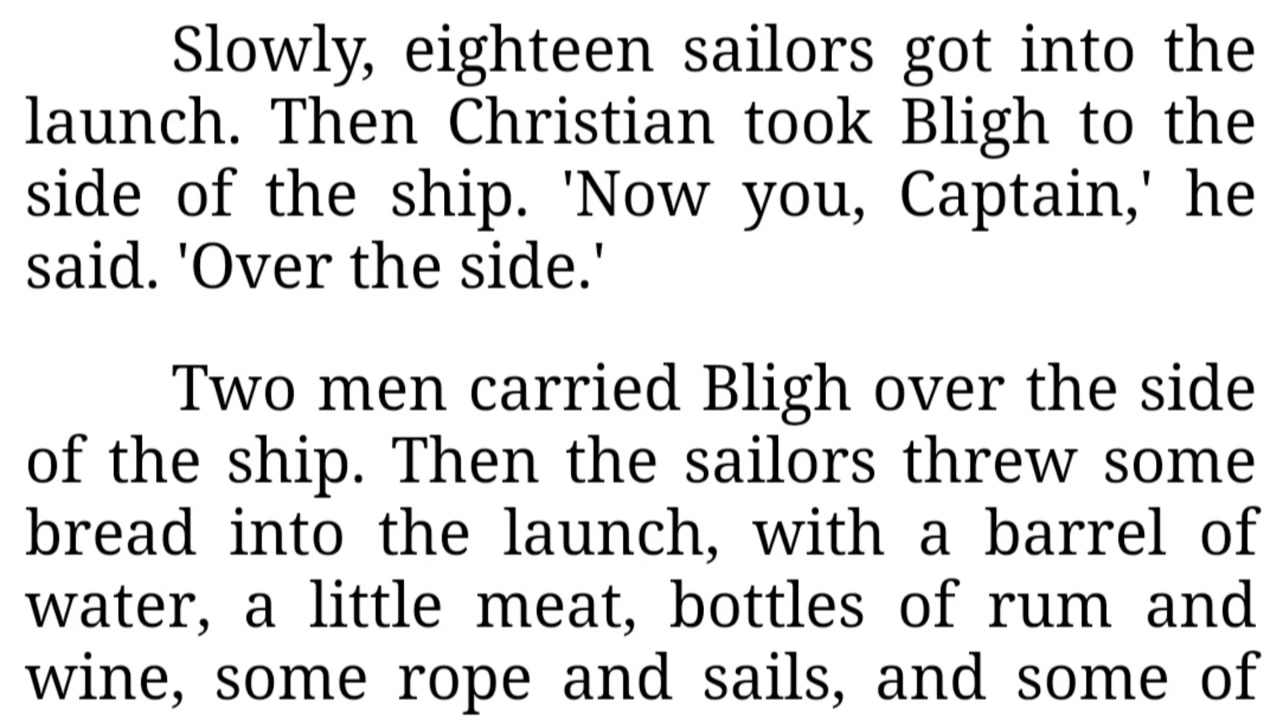 Slowly, eighteen sailors got into the
launch. Then Christian took Bligh to the
side of the ship. 'Now you, Captain,' he
said. 'Over the side.'
Two men carried Bligh over the side
of the ship. Then the sailors threw some
bread into the launch, with a barrel of
water, a little meat, bottles of rum and
wine, some rope and sails, and some of